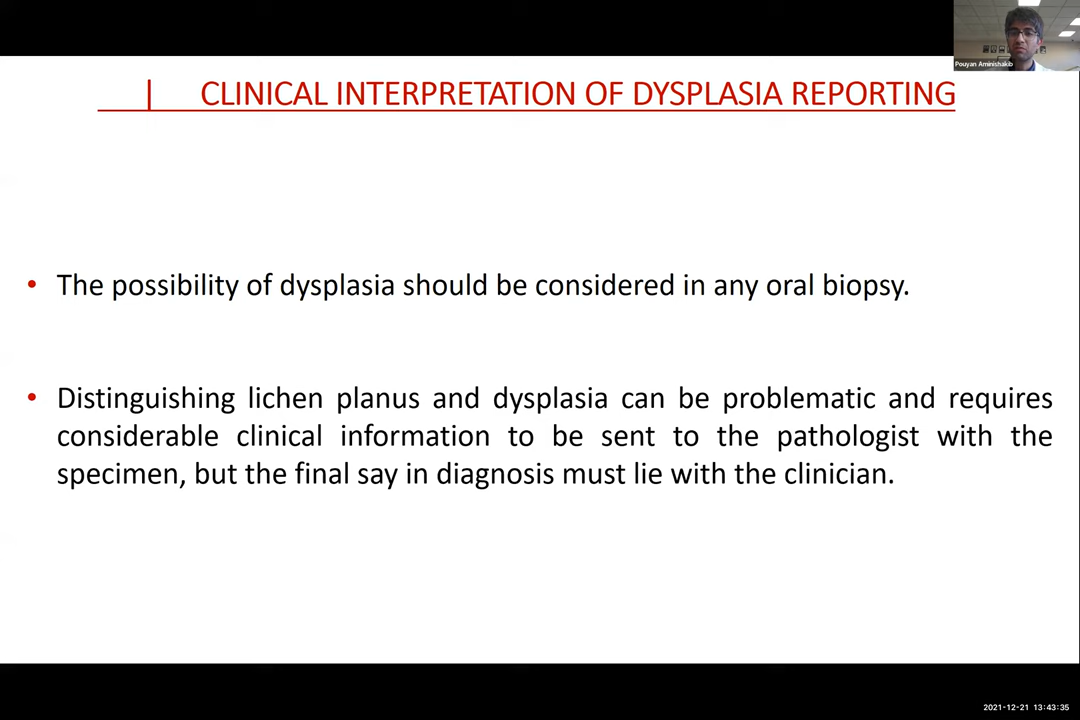 Pouyan Aminishakib
| CLINICAL INTERPRETATION OF DYSPLASIA REPORTING
• The possibility of dysplasia should be considered in any oral biopsy.
• Distinguishing lichen planus and dysplasia can be problematic and requires
considerable clinical information to be sent to the pathologist with the
specimen, but the final say in diagnosis must lie with the clinician.
2021-12-21 13:43:35